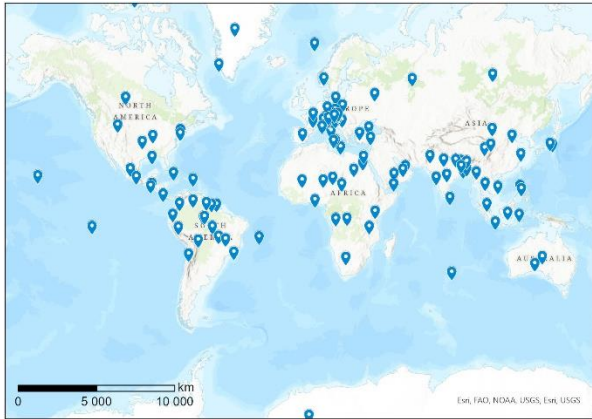 NORTH
AMERICA
EUROPE
ASIA
AFRICA
SOUTH
AMERICA
AUSTRALIA
km
0 5 000 10 000
Esri, FAO, NOAA, USGS, Esri, USGS